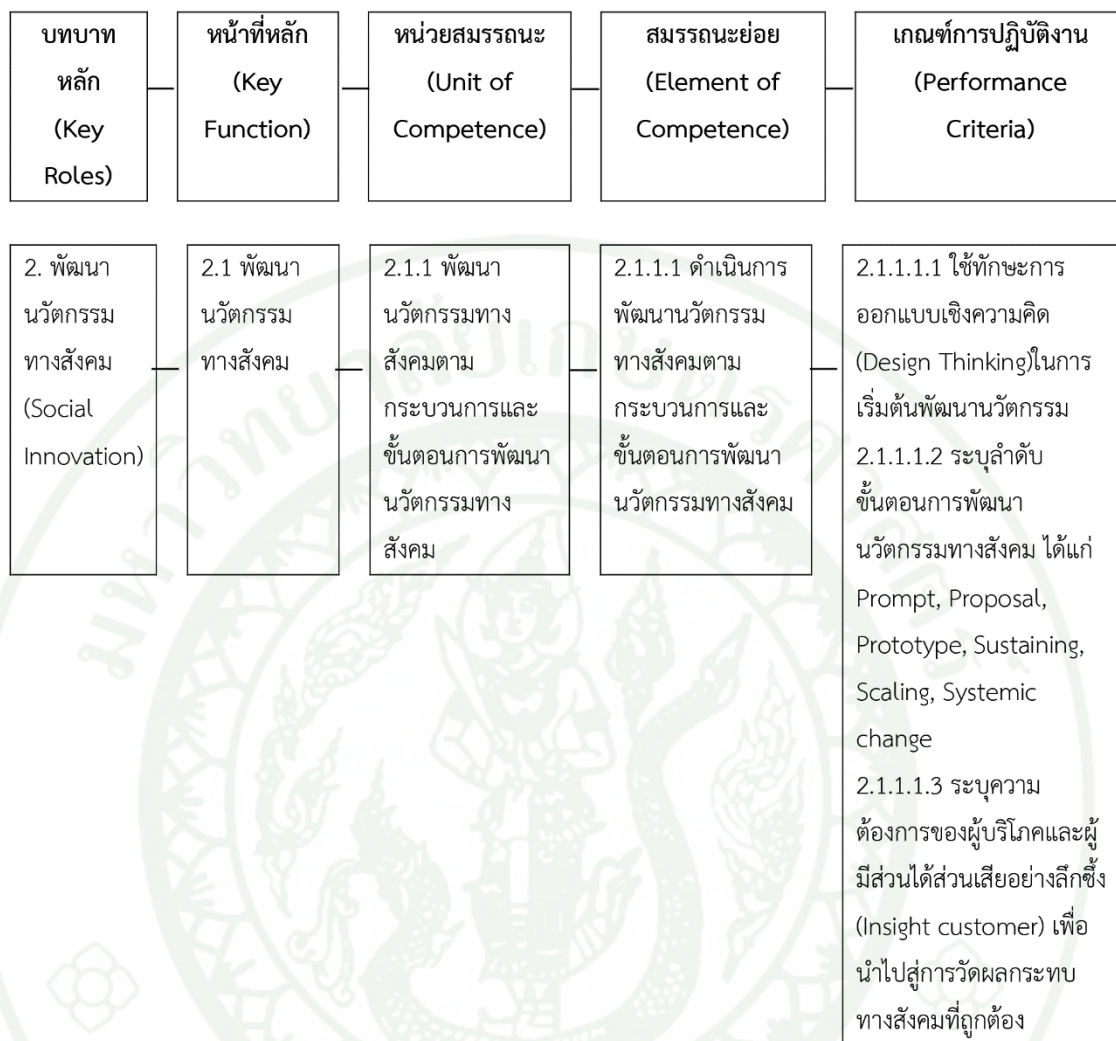 บทบาท
หลัก
(Key
Roles)
หน้าที่หลัก
(Key
Function)
หน่วยสมรรถนะ
(Unit of
Competence)
สมรรถนะย่อย
(Element of
Competence)
เกณฑ์การปฏิบัติงาน
(Performance
Criteria)
2. พัฒนา
นวัตกรรม
ทางสังคม
(Social
Innovation)
2.1 พัฒนา
นวัตกรรม
ทางสังคม
2.1.1 พัฒนา
นวัตกรรมทาง
สังคมตาม
กระบวนการและ
ขั้นตอนการพัฒนา
นวัตกรรมทาง
สังคม
2.1.1.1 ดำเนินการ
พัฒนานวัตกรรม
ทางสังคมตาม
กระบวนการและ
ขั้นตอนการพัฒนา
นวัตกรรมทางสังคม
2.1.1.1.1 ใช้ทักษะการ
ออกแบบเชิงความคิด
(Design Thinking)ในการ
เริ่มต้นพัฒนานวัตกรรม
2.1.1.1.2 ระบุลำดับ
ขั้นตอนการพัฒนา
นวัตกรรมทางสังคม ได้แก่
Prompt, Proposal,
Prototype, Sustaining,
Scaling, Systemic
change
2.1.1.1.3 ระบุความ
ต้องการของผู้บริโภคและผู้
มีส่วนได้ส่วนเสียอย่างลึกซึ้ง
(Insight customer) เพื่อ
นำไปสู่การวัดผลกระทบ
ทางสังคมที่ถูกต้อง
มหาวิทยาลัยเกษตรศาสตร์